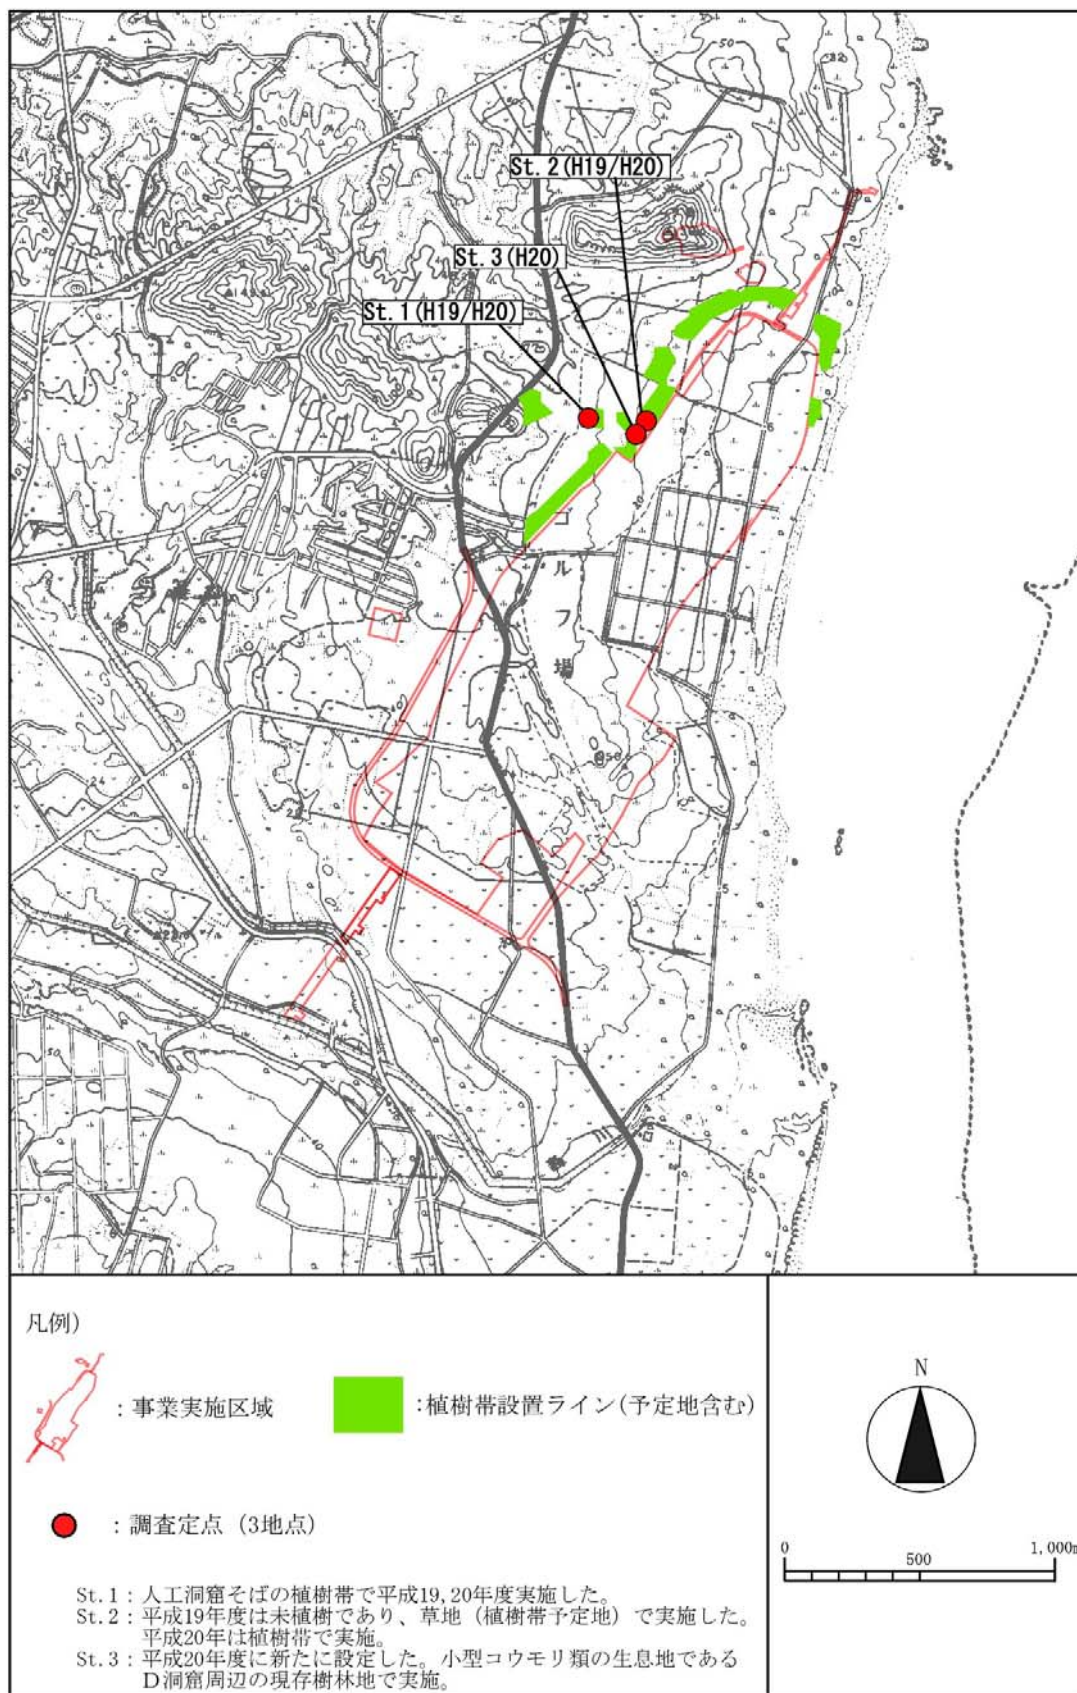 St. 2 (H19/H20)
St. 3 (H20)
St. 1 (H19/H20)
50
ゴルフ場
24
5
6
40
50
凡例)
：事業実施区域
：植樹帯設置ライン(予定地含む)
：調査定点（3地点）
St.1：人工洞窟そばの植樹帯で平成19,20年度実施した。
St.2：平成19年度は未植樹であり、草地（植樹帯予定地）で実施した。
平成20年は植樹帯で実施。
St.3：平成20年度に新たに設定した。小型コウモリ類の生息地である
D洞窟周辺の現存樹林地で実施。
N
0
500
1,000m